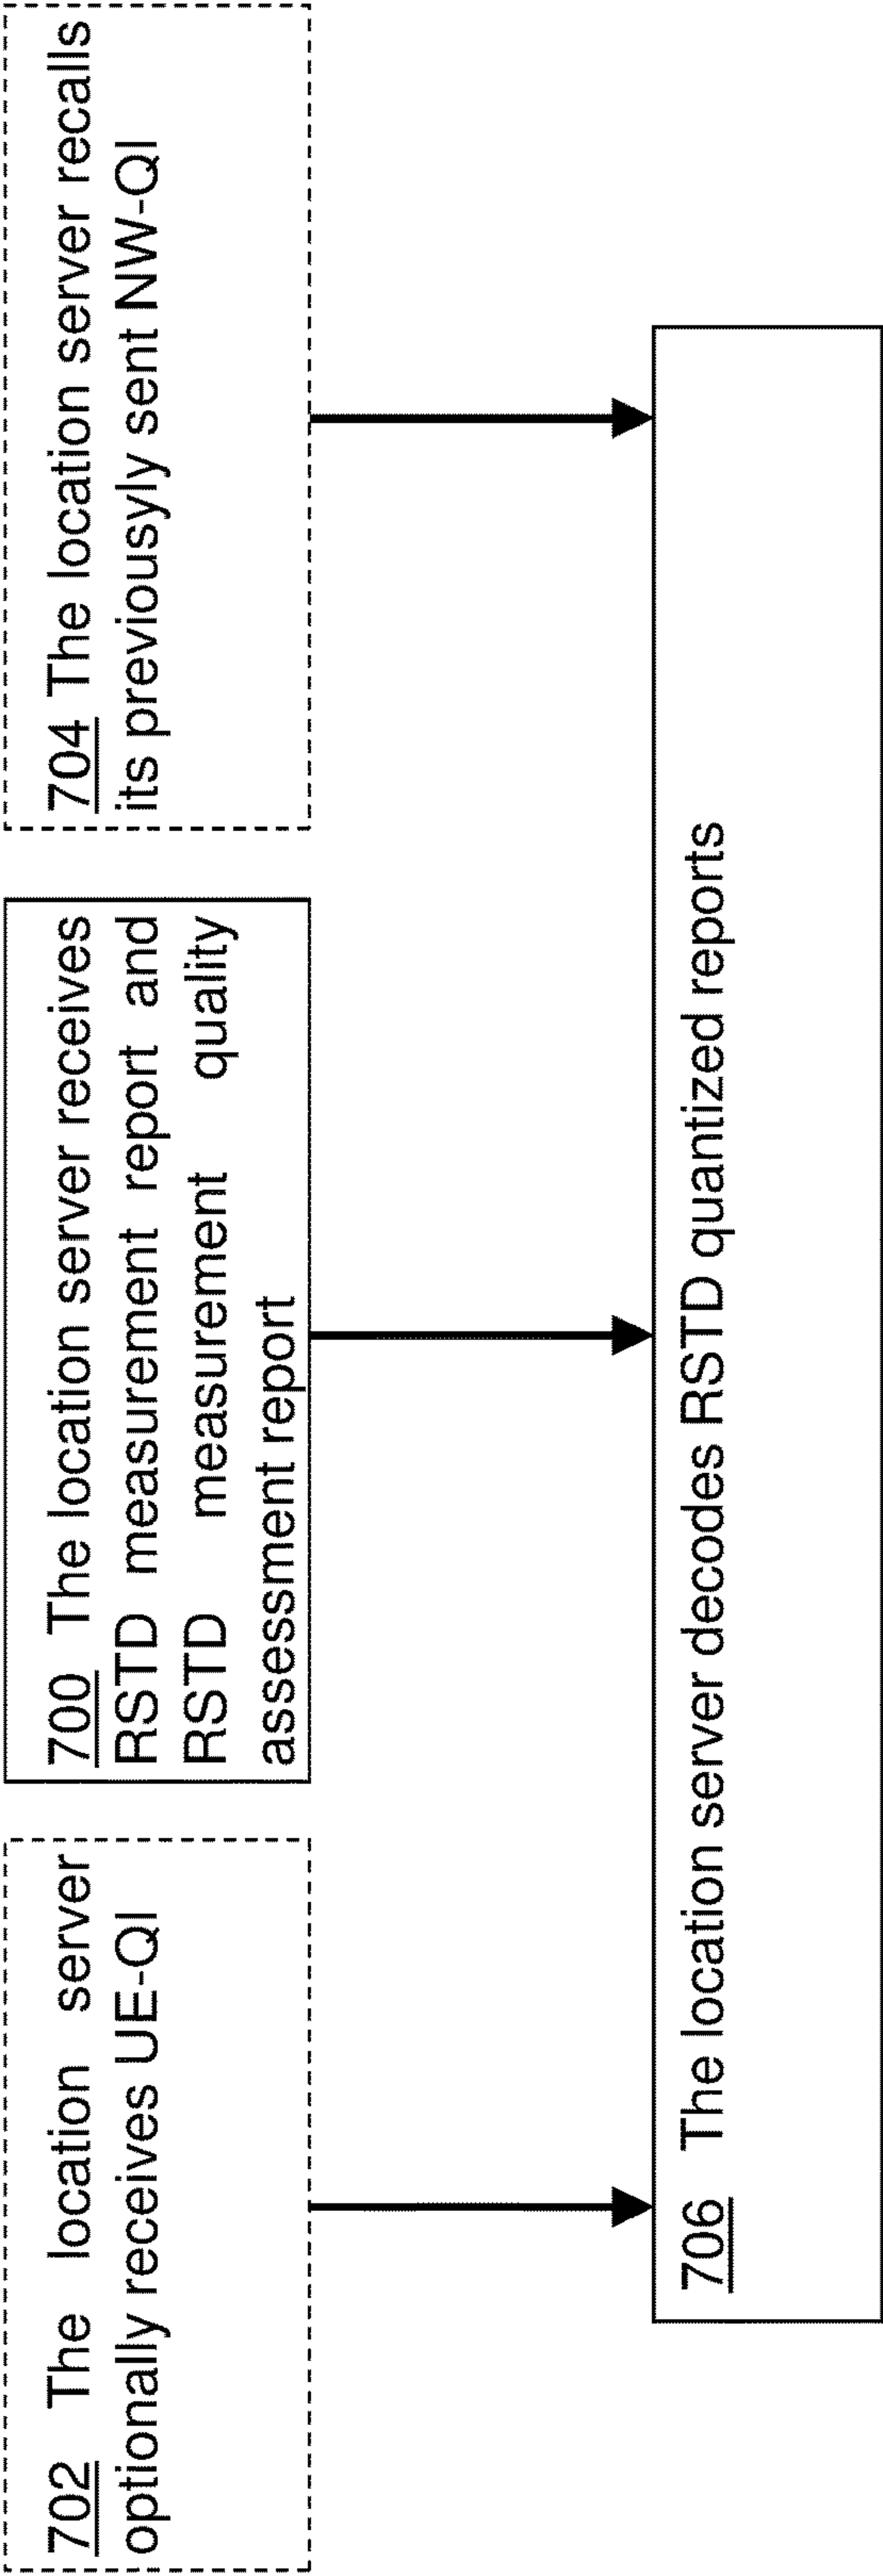 702 The location server
optionally receives UE-QI
700 The location server receives
RSTD measurement report and
RSTD measurement quality
assessment report
704 The location server recalls
its previousyly sent NW-QI
706 The location server decodes RSTD quantized reports